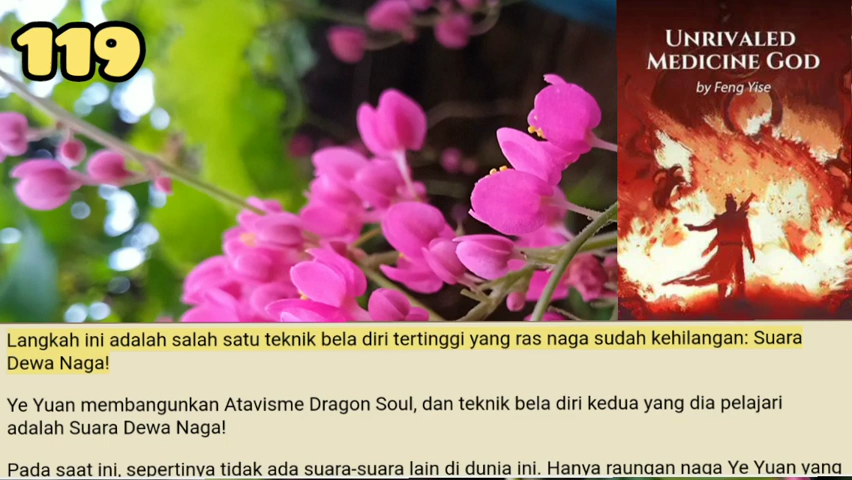 119
UNRIVALED
MEDICINE GOD
by Feng Yise
Langkah ini adalah salah satu teknik bela diri tertinggi yang ras naga sudah kehilangan: Suara
Dewa Naga!
Ye Yuan membangunkan Atavisme Dragon Soul, dan teknik bela diri kedua yang dia pelajari
adalah Suara Dewa Naga!
Pada saat ini, sepertinya tidak ada suara-suara lain di dunia ini. Hanya raungan naga Ye Yuan yang